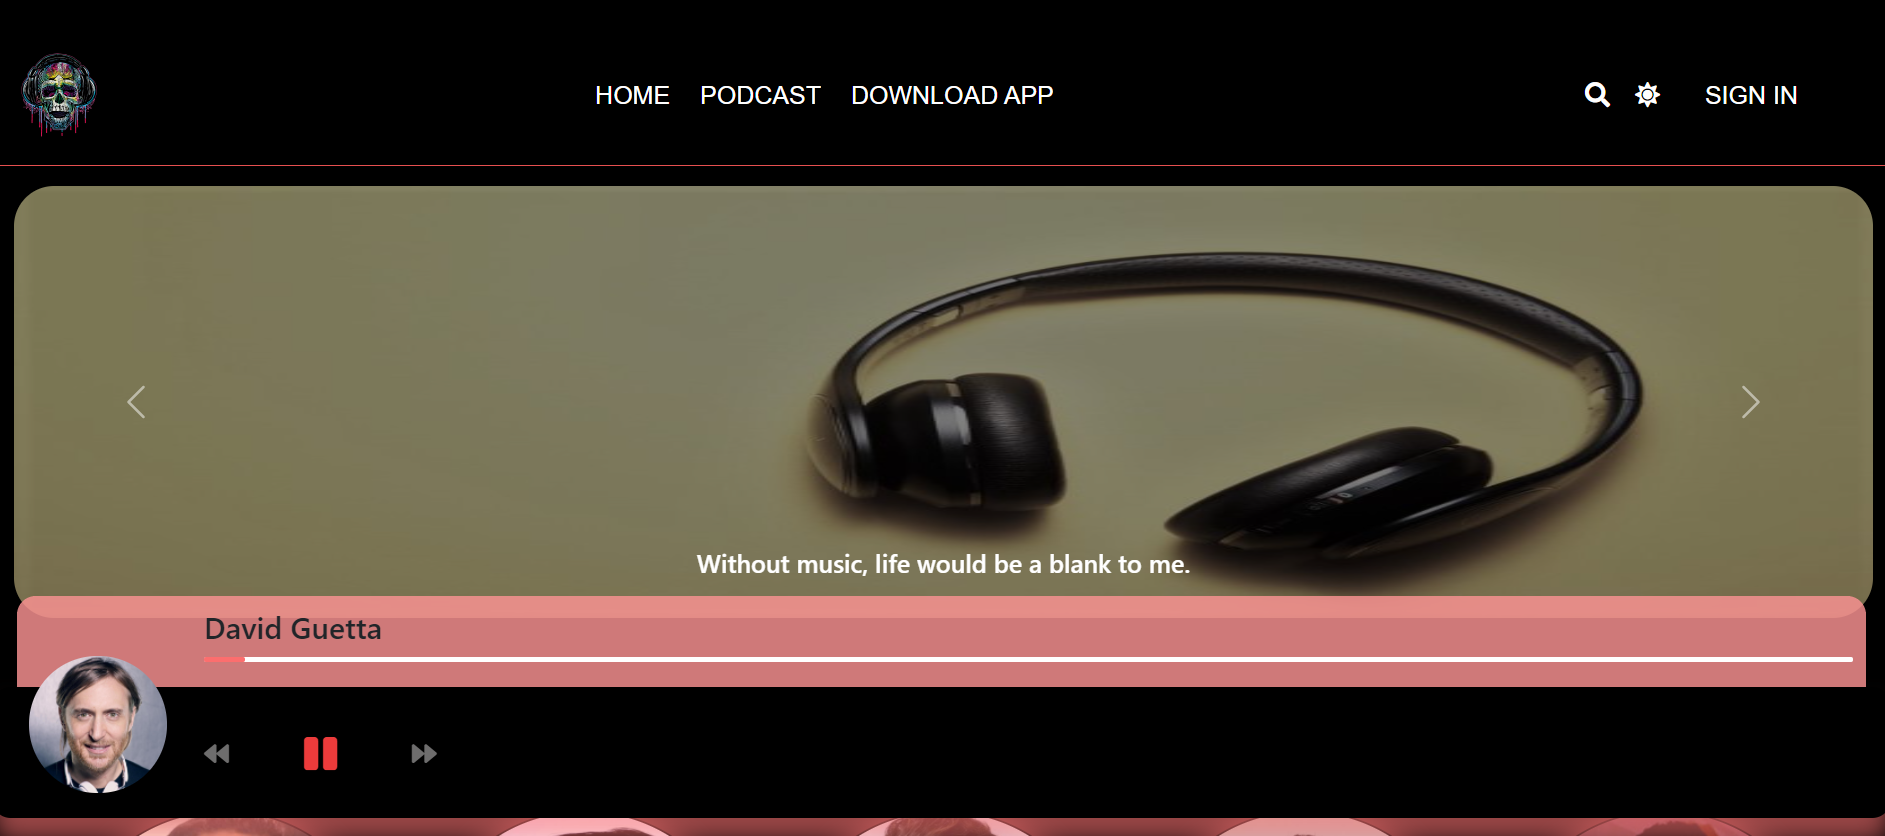 HOME PODCAST DOWNLOAD APP SIGN IN
Without music, life would be a blank to me.
David Guetta